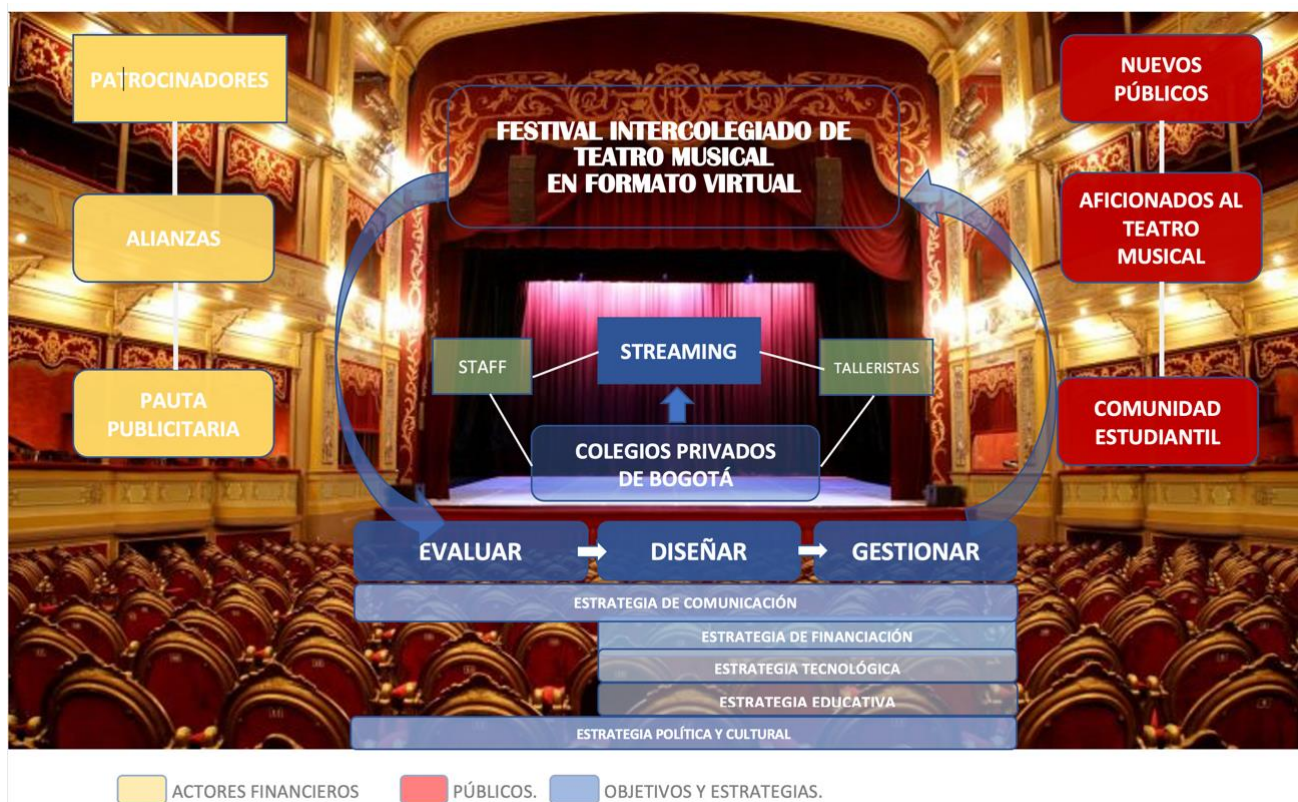 PATROCINADORES
ALIANZAS
PAUTA
PUBLICITARIA
FESTIVAL INTERCOLEGIADO DE
TEATRO MUSICAL
EN FORMATO VIRTUAL
NUEVOS
PÚBLICOS
AFICIONADOS AL
TEATRO
MUSICAL
COMUNIDAD
ESTUDIANTIL
STAFF
STREAMING
TALLERISTAS
COLEGIOS PRIVADOS
DE BOGOTÁ
EVALUAR
DISEÑAR
GESTIONAR
ESTRATEGIA DE COMUNICACIÓN
ESTRATEGIA DE FINANCIACIÓN
ESTRATEGIA TECNOLÓGICA
ESTRATEGIA EDUCATIVA
ESTRATEGIA POLÍTICA Y CULTURAL
ACTORES FINANCIEROS
PÚBLICOS.
OBJETIVOS Y ESTRATEGIAS.